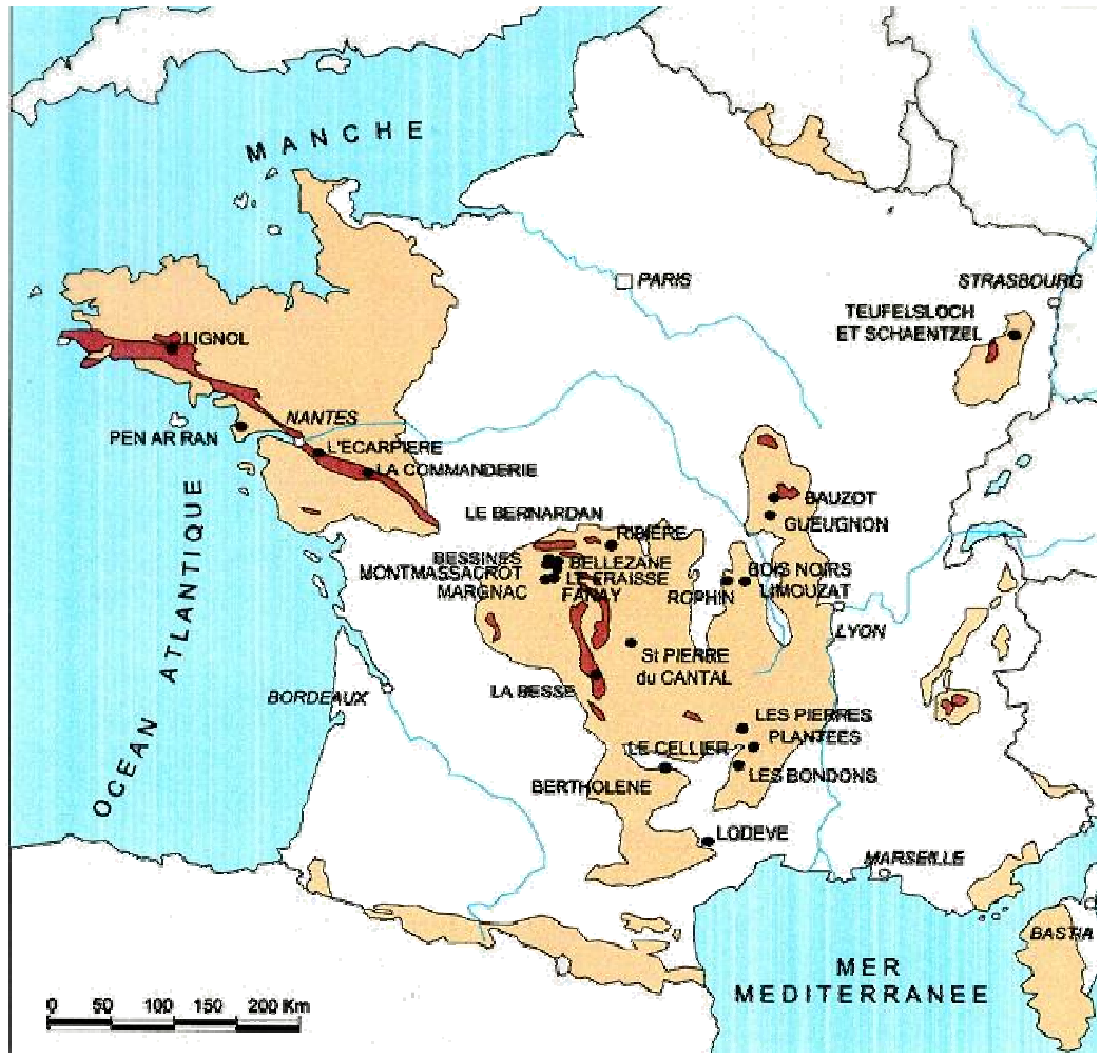 MANCHE
PARIS
STRASBOURG
TEUFELSLOCH
ET SCHAENTZEL
LIGNOL
NANTES
PEN AR RAN
L'ECARPIERE
LA COMMANDERIE
OCEAN ATLANTIQUE
BAUZOT
GUEUGNON
LE BERNARDAN
RIBIERE
BESSINES
BELLEZANE
MONTMASSACROT
LE FRAISSE
MARGNAC
FANAY
BOIS NOIRS
LIMOUZAT
ROPHIN
LYON
St PIERRE
du CANTAL
LA BESSE
BORDEAUX
LES PIERRES
PLANTEES
LE CELLIER
BERTHOLENE
LES BONDONS
LODEVE
MARSEILLE
BASTIA
MER
MEDITERRANEE
0 50 100 150 200 Km